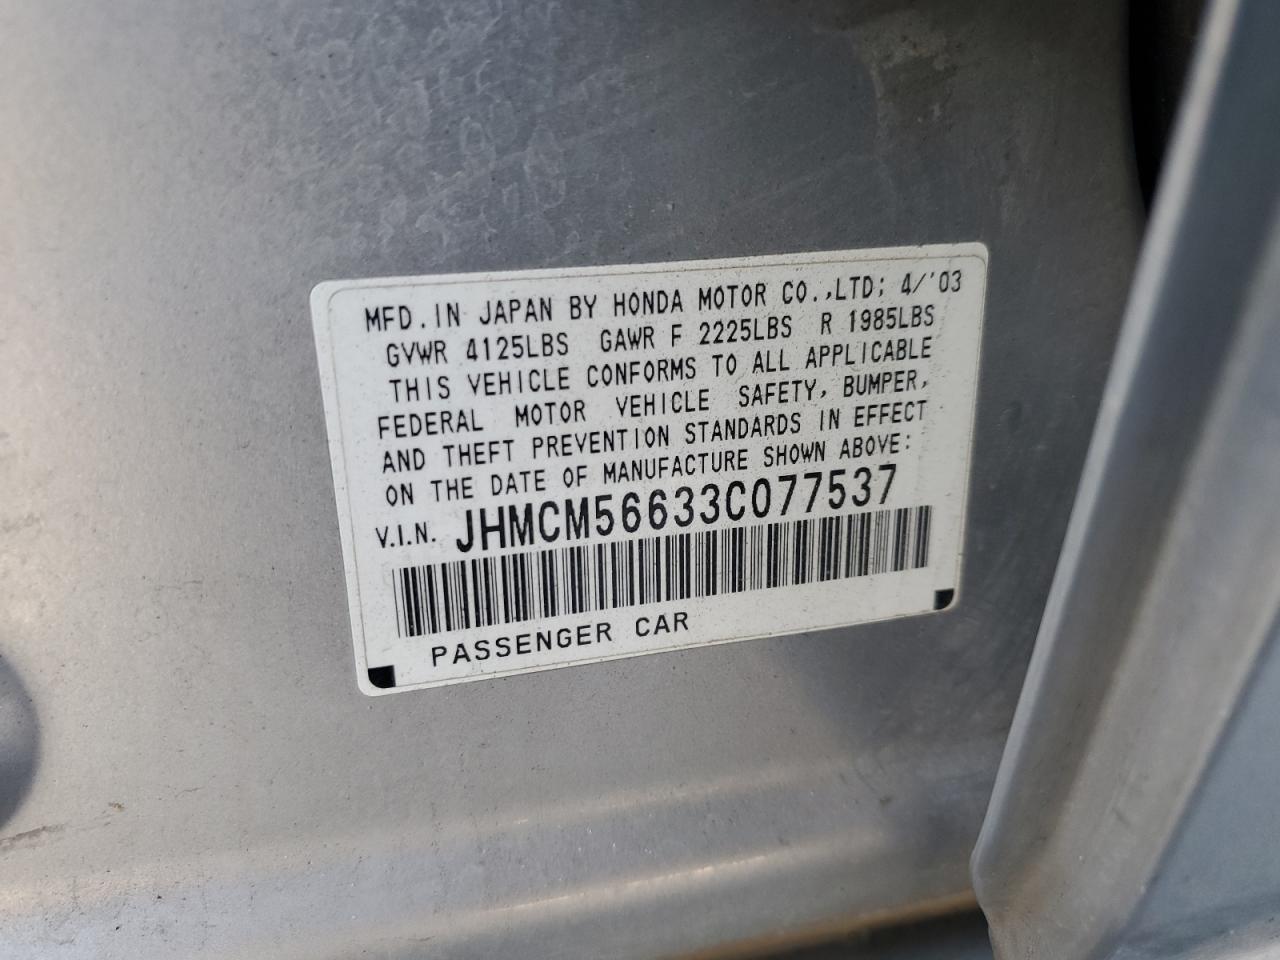 MFD. IN JAPAN BY HONDA MOTOR CO.,LTD; 4/'03
GVWR 4125LBS GAWR F 2225LBS R 1985LBS
THIS VEHICLE CONFORMS TO ALL APPLICABLE
FEDERAL MOTOR VEHICLE SAFETY, BUMPER,
AND THEFT PREVENTION STANDARDS IN EFFECT
ON THE DATE OF MANUFACTURE SHOWN ABOVE:
V.I.N. JHMCM56633C077537
PASSENGER CAR